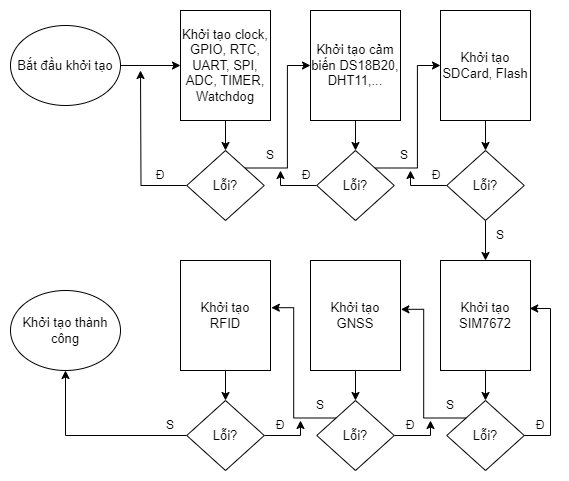 Bắt đầu khởi tạo
Khởi tạo clock,
GPIO, RTC,
UART, SPI,
ADC, TIMER,
Watchdog
Khởi tạo cảm
biến DS18B20,
DHT11,...
Khởi tạo
SDCard, Flash
S
S
Đ
Đ
Đ
Lỗi?
Lỗi?
Lỗi?
S
Khởi tạo thành
công
Khởi tạo
RFID
Khởi tạo
GNSS
Khởi tạo
SIM7672
S
S
S
Đ
Đ
Đ
Lỗi?
Lỗi?
Lỗi?